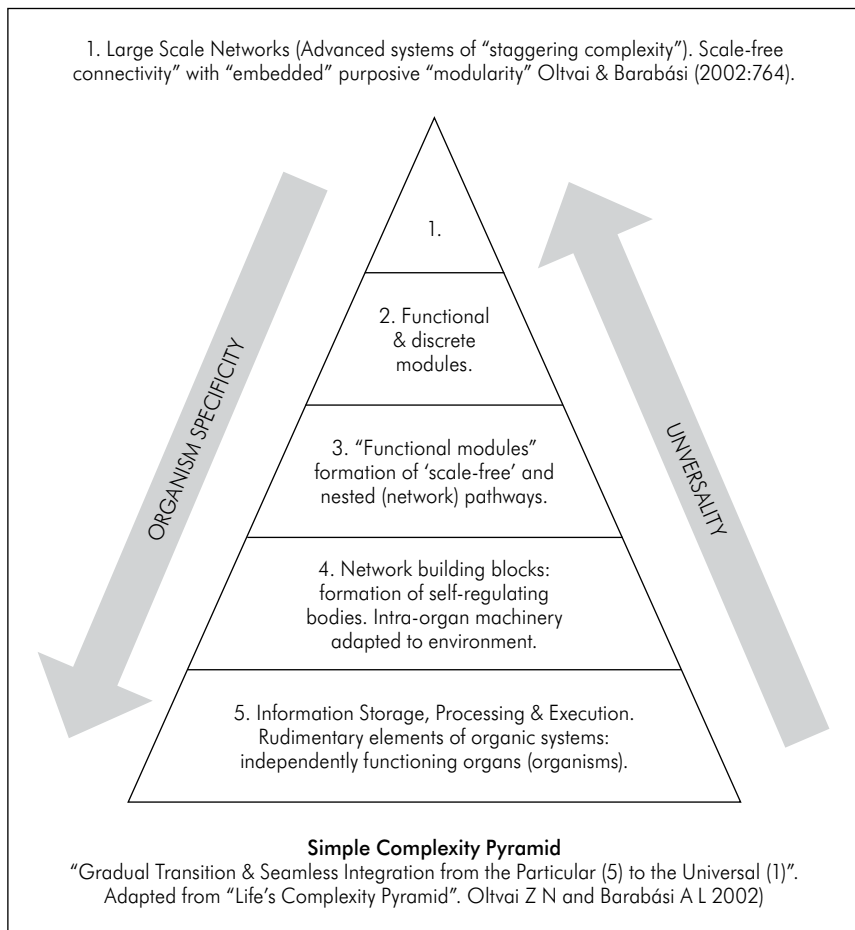 1. Large Scale Networks (Advanced systems of “staggering complexity”). Scale-free
connectivity” with “embedded” purposive “modularity” Oltvai & Barabási (2002:764).
1.
2. Functional
& discrete
modules.
ORGANISM SPECIFICITY
UNVERSALITY
3. “Functional modules”
formation of ‘scale-free’ and
nested (network) pathways.
4. Network building blocks:
formation of self-regulating
bodies. Intra-organ machinery
adapted to environment.
5. Information Storage, Processing & Execution.
Rudimentary elements of organic systems:
independently functioning organs (organisms).
Simple Complexity Pyramid
“Gradual Transition & Seamless Integration from the Particular (5) to the Universal (1)”.
Adapted from “Life’s Complexity Pyramid”. Oltvai Z N and Barabási A L 2002)